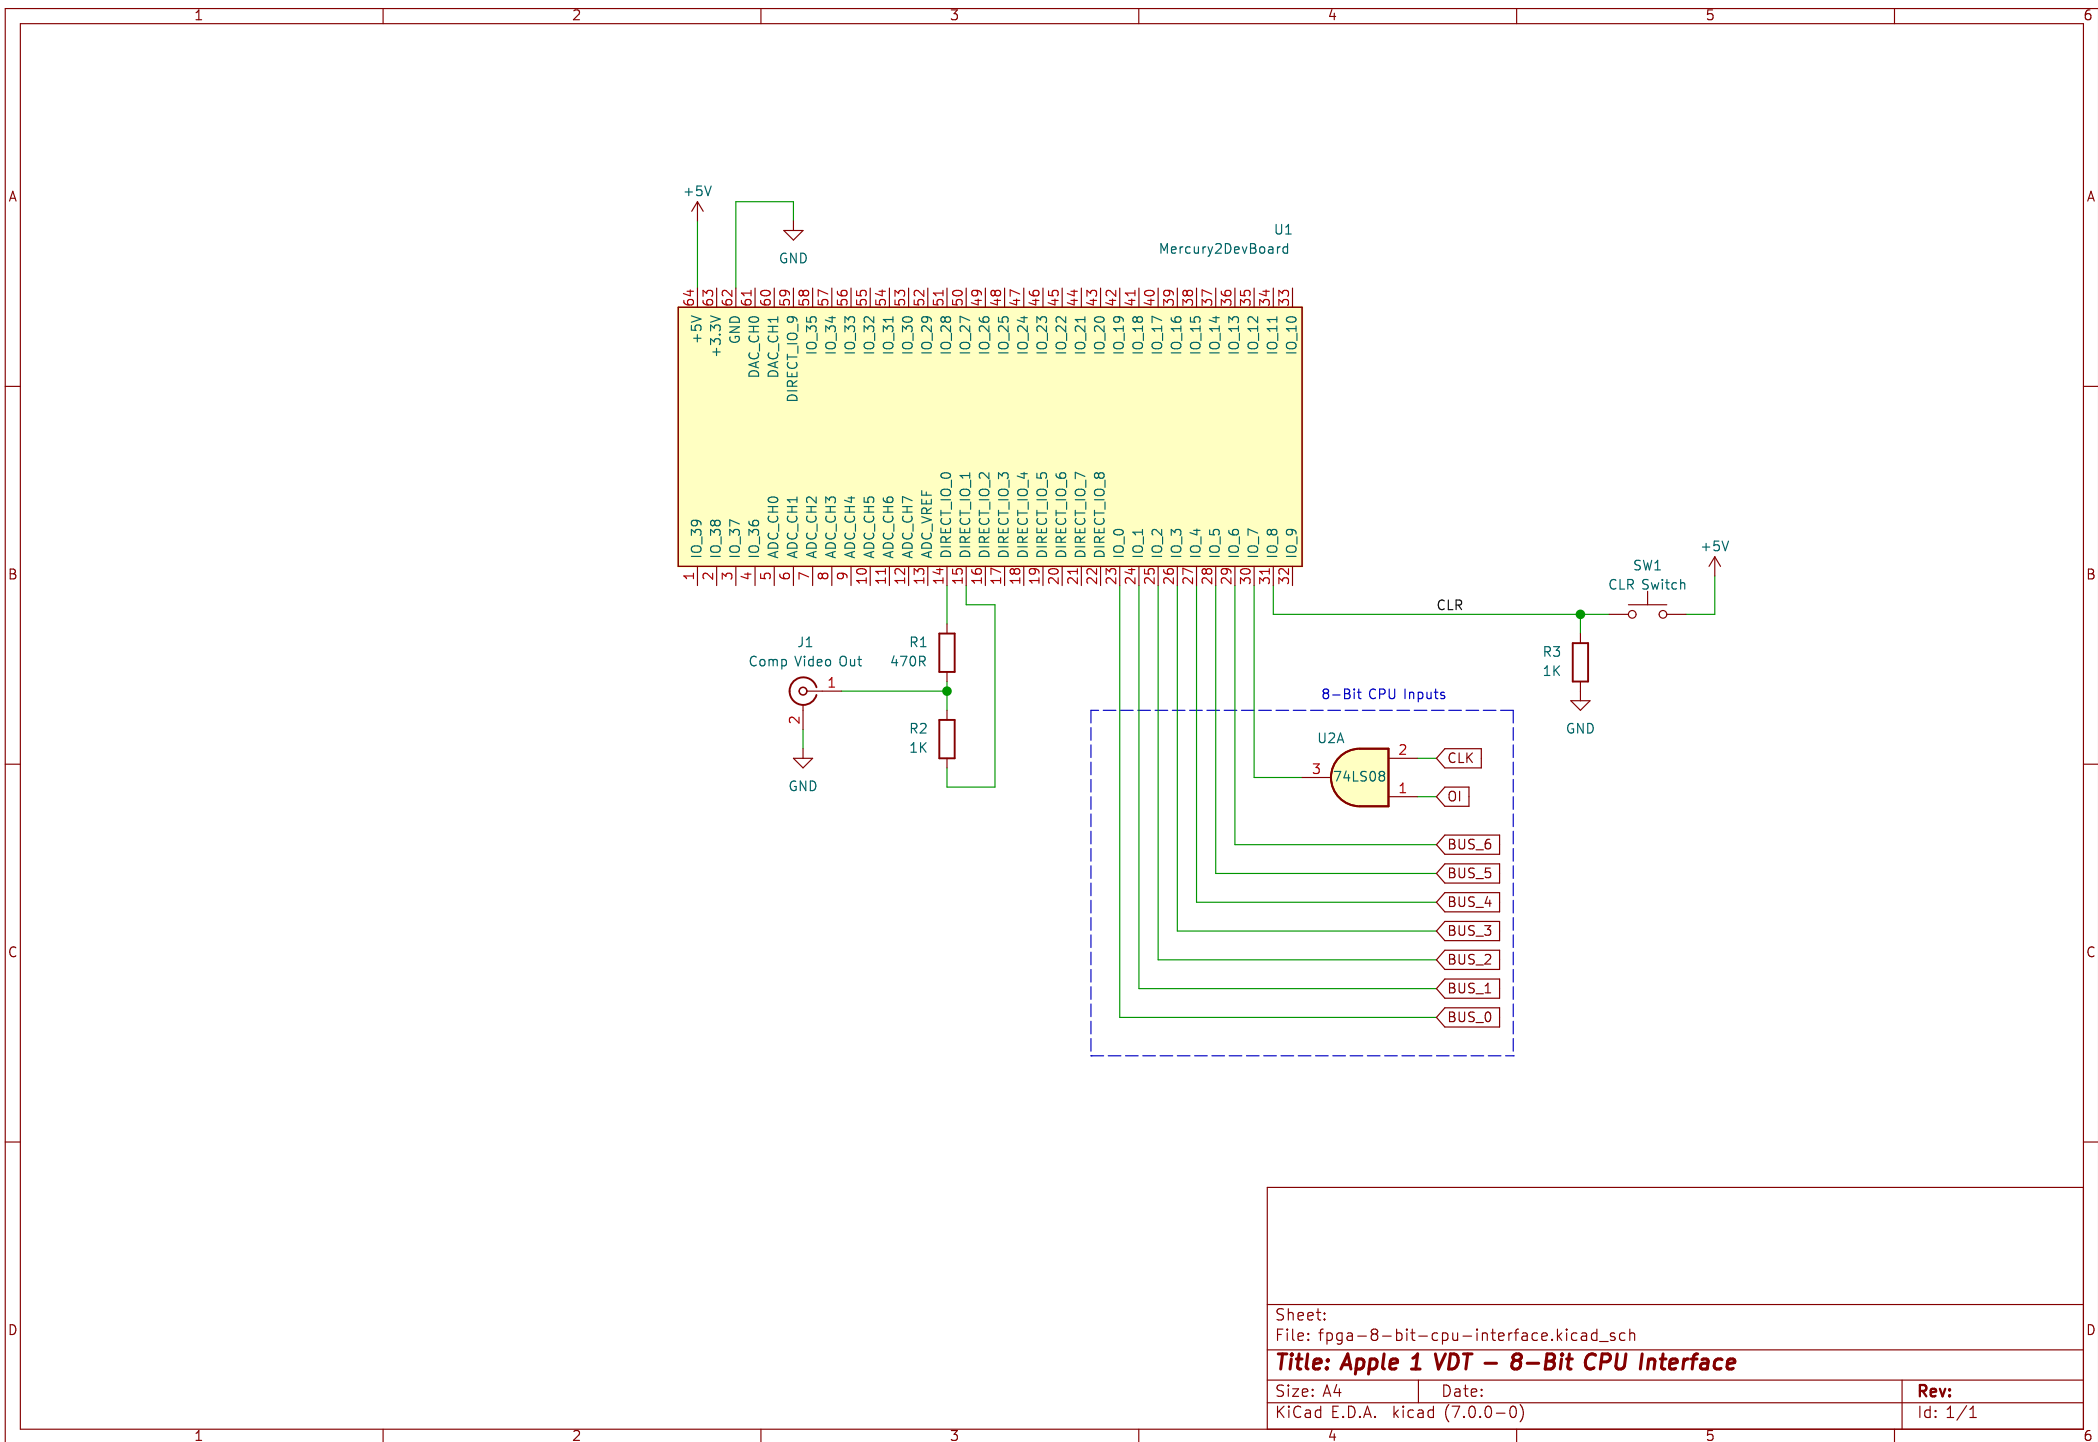 1 2 3 4 5 6
A A
+5V
GND
U1
Mercury2DevBoard
64 63 62 61 60 59 58 57 56 55 54 53 52 51 50 49 48 47 46 45 44 43 42 41 40 39 38 37 36 35 34 33
+5V +3.3V GND DAC_CH0 DAC_CH1 DIRECT_IO_9 IO_35 IO_34 IO_33 IO_32 IO_31 IO_30 IO_29 IO_28 IO_27 IO_26 IO_25 IO_24 IO_23 IO_22 IO_21 IO_20 IO_19 IO_18 IO_17 IO_16 IO_15 IO_14 IO_13 IO_12 IO_11 IO_10
IO_39 IO_38 IO_37 IO_36 ADC_CH0 ADC_CH1 ADC_CH2 ADC_CH3 ADC_CH4 ADC_CH5 ADC_CH6 ADC_CH7 ADC_VREF DIRECT_IO_0 DIRECT_IO_1 DIRECT_IO_2 DIRECT_IO_3 DIRECT_IO_4 DIRECT_IO_5 DIRECT_IO_6 DIRECT_IO_7 DIRECT_IO_8 IO_0 IO_1 IO_2 IO_3 IO_4 IO_5 IO_6 IO_7 IO_8 IO_9
1 2 3 4 5 6 7 8 9 10 11 12 13 14 15 16 17 18 19 20 21 22 23 24 25 26 27 28 29 30 31 32
B B
+5V
SW1
CLR Switch
CLR
R3
1K
GND
J1
Comp Video Out
1
2
GND
R1
470R
R2
1K
8-Bit CPU Inputs
U2A
74LS08
3
2
CLK
1
OI
BUS_6
BUS_5
BUS_4
BUS_3
BUS_2
BUS_1
BUS_0
C C
D D
Sheet:
File: fpga-8-bit-cpu-interface.kicad_sch
Title: Apple 1 VDT - 8-Bit CPU Interface
Size: A4 Date: Rev:
KiCad E.D.A. kicad (7.0.0-0) Id: 1/1
1 2 3 4 5 6